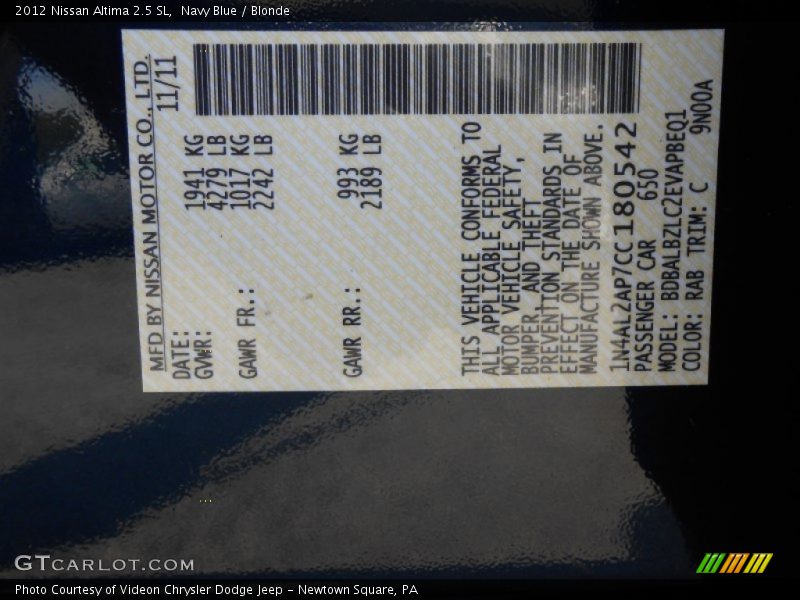 2012 Nissan Altima 2.5 SL,  Navy Blue / Blonde
MFD BY NISSAN MOTOR CO., LTD.
DATE: 11/11
GVWR: 1941 KG
4279 LB
GAWR FR.: 1017 KG
2242 LB
GAWR RR.: 993 KG
2189 LB
THIS VEHICLE CONFORMS TO
ALL APPLICABLE FEDERAL
MOTOR VEHICLE SAFETY,
BUMPER, AND THEFT
PREVENTION STANDARDS IN
EFFECT ON THE DATE OF
MANUFACTURE SHOWN ABOVE.
1N4AL2AP7CC180542
PASSENGER CAR 650
MODEL: BDBALBZLC2EVAPBEQ1
COLOR: RAB TRIM: C 9N00A
GTCARLOT.COM
Photo Courtesy of Videon Chrysler Dodge Jeep - Newtown Square, PA